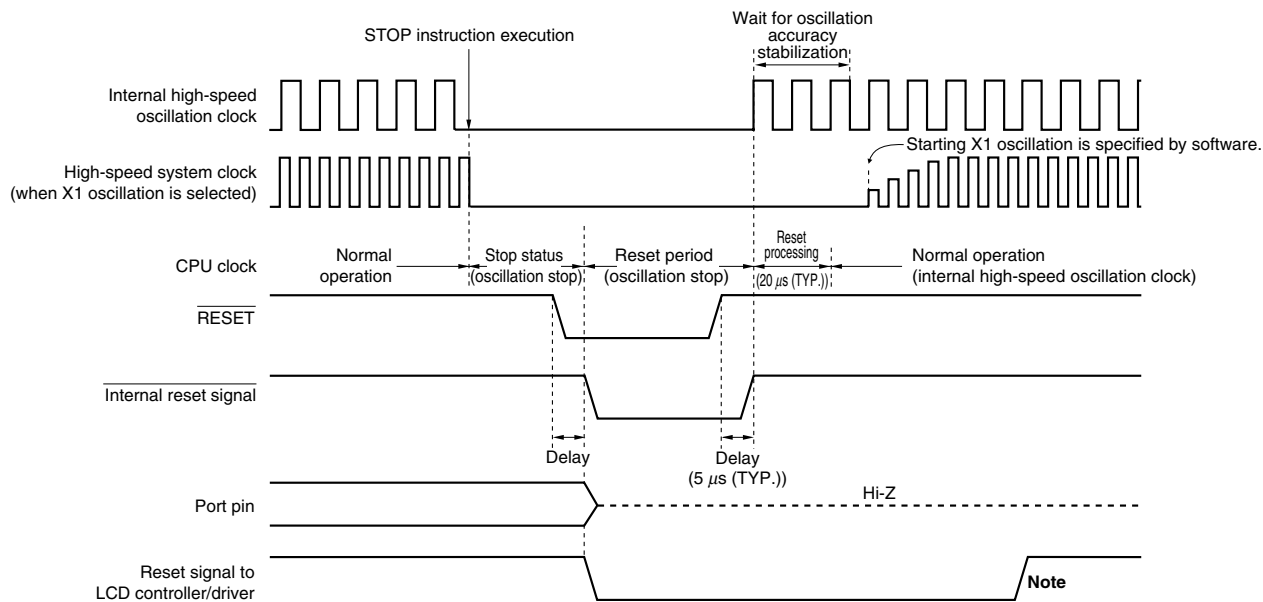 Wait for oscillation
accuracy
stabilization
STOP instruction execution
Internal high-speed
oscillation clock
Starting X1 oscillation is specified by software.
High-speed system clock
(when X1 oscillation is selected)
CPU clock
Normal
operation
Stop status
(oscillation stop)
Reset period
(oscillation stop)
Reset
processing
(20 μs (TYP.))
Normal operation
(internal high-speed oscillation clock)
RESET
Internal reset signal
Delay
Delay
(5 μs (TYP.))
Hi-Z
Port pin
Reset signal to
LCD controller/driver
Note